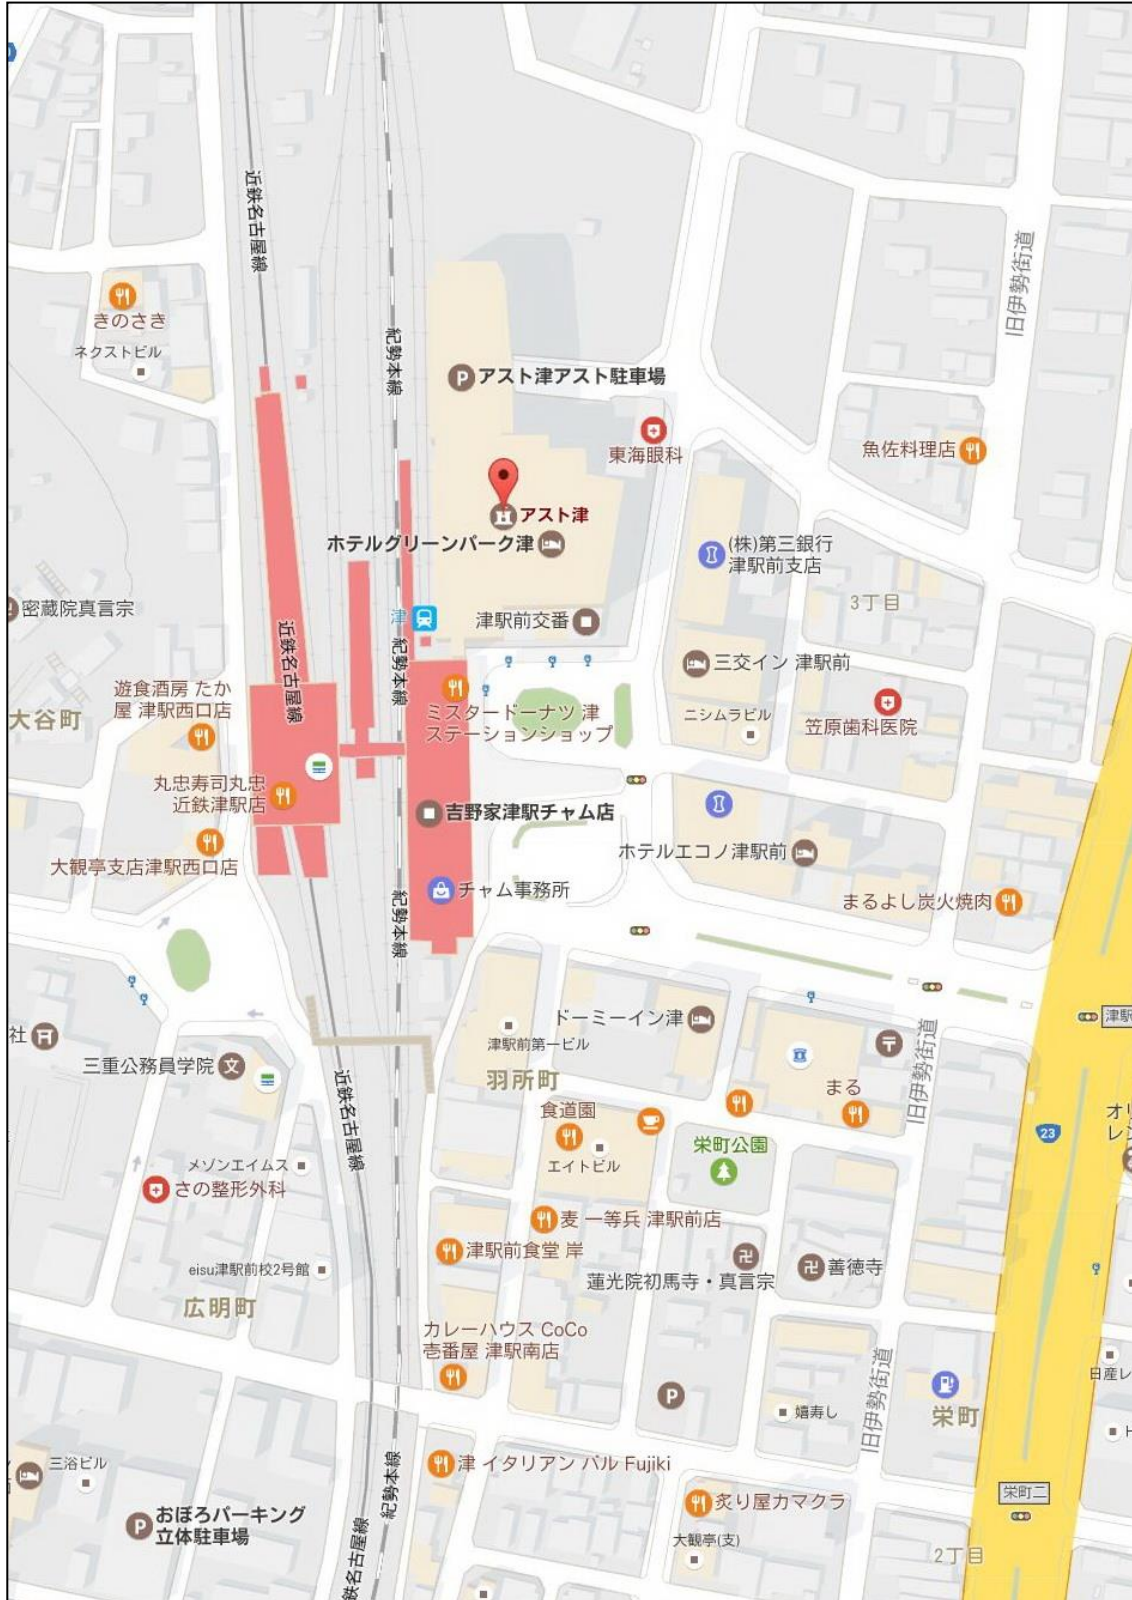 近鉄名古屋線
旧伊勢街道
きのさき
ネクストビル
紀勢本線
アスト津アスト駐車場
東海眼科
魚佐料理店
アスト津
ホテルグリーンパーク津
(株)第三銀行
津駅前支店
3丁目
密蔵院真言宗
津
津駅前交番
近鉄名古屋線
紀勢本線
三交イン 津駅前
遊食酒房 たか
屋 津駅西口店
大谷町
ミスタードーナツ 津
ステーションショップ
ニシムラビル
笠原歯科医院
丸忠寿司丸忠
近鉄津駅店
吉野家津駅チャム店
大観亭支店津駅西口店
ホテルエコノ津駅前
チャム事務所
まるよし炭火焼肉
紀勢本線
ドーミーイン津
津駅
社
津駅前第一ビル
三重公務員学院
羽所町
旧伊勢街道
まる
近鉄名古屋線
食道園
オリ
レン
23
栄町公園
エイトビル
メゾンエイムス
さの整形外科
麦 一等兵 津駅前店
津駅前食堂 岸
eisu津駅前校2号館
蓮光院初馬寺・真言宗
善徳寺
広明町
カレーハウス CoCo
壱番屋 津駅南店
日産レ
旧伊勢街道
嬉寿し
栄町
H
三浴ビル
津 イタリアン バル Fujiki
紀勢本線
栄町二
おぼろパーキング
立体駐車場
炙り屋カマクラ
大観亭(支)
近鉄名古屋線
2丁目